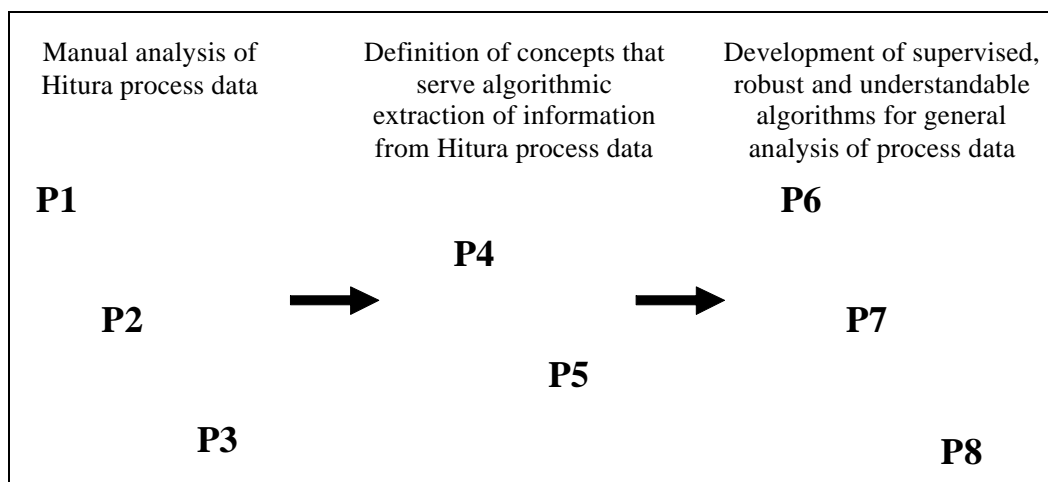 Manual analysis of
Hitura process data
Definition of concepts that
serve algorithmic
extraction of information
from Hitura process data
Development of supervised,
robust and understandable
algorithms for general
analysis of process data
P1
P2
P3
P4
P5
P6
P7
P8